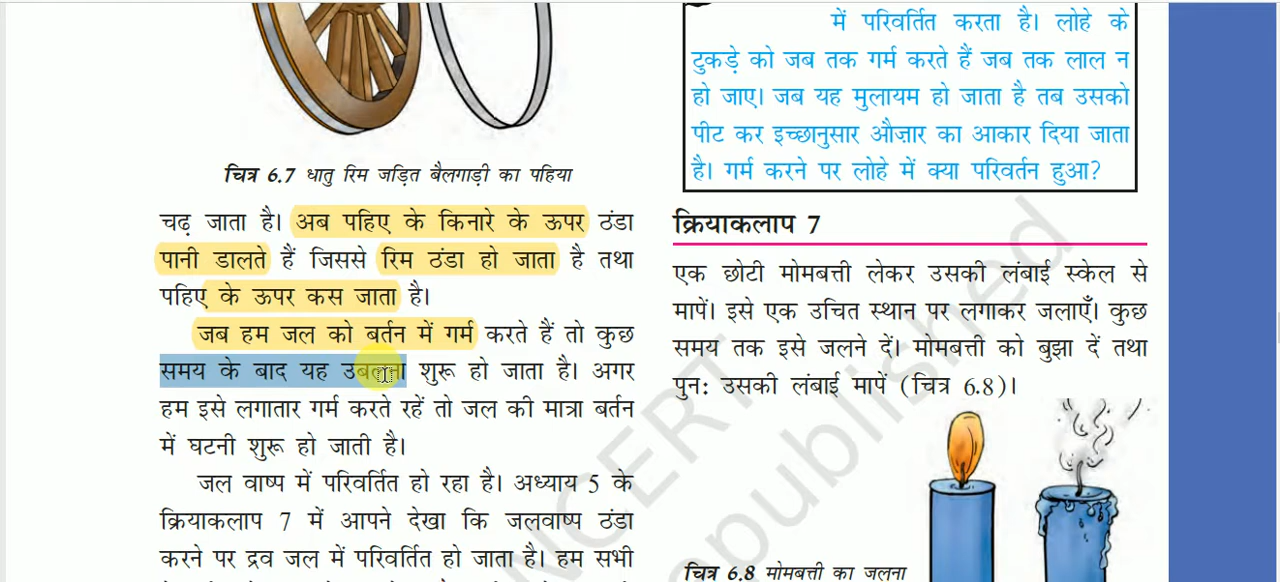 चित्र 6.7 धातु रिम जड़ित बैलगाड़ी का पहिया
चढ़ जाता है। अब पहिए के किनारे के ऊपर ठंडा
पानी डालते हैं जिससे रिम ठंडा हो जाता है तथा
पहिए के ऊपर कस जाता है।
जब हम जल को बर्तन में गर्म करते हैं तो कुछ
समय के बाद यह उबलना शुरू हो जाता है। अगर
हम इसे लगातार गर्म करते रहें तो जल की मात्रा बर्तन
में घटनी शुरू हो जाती है।
जल वाष्प में परिवर्तित हो रहा है। अध्याय 5 के
क्रियाकलाप 7 में आपने देखा कि जलवाष्प ठंडा
करने पर द्रव जल में परिवर्तित हो जाता है। हम सभी
में परिवर्तित करता है। लोहे के
टुकड़े को जब तक गर्म करते हैं जब तक लाल न
हो जाए। जब यह मुलायम हो जाता है तब उसको
पीट कर इच्छानुसार औज़ार का आकार दिया जाता
है। गर्म करने पर लोहे में क्या परिवर्तन हुआ?
क्रियाकलाप 7
एक छोटी मोमबत्ती लेकर उसकी लंबाई स्केल से
मापें। इसे एक उचित स्थान पर लगाकर जलाएँ। कुछ
समय तक इसे जलने दें। मोमबत्ती को बुझा दें तथा
पुन: उसकी लंबाई मापें (चित्र 6.8)।
चित्र 6.8 मोमबत्ती का जलना
NCERT
republished